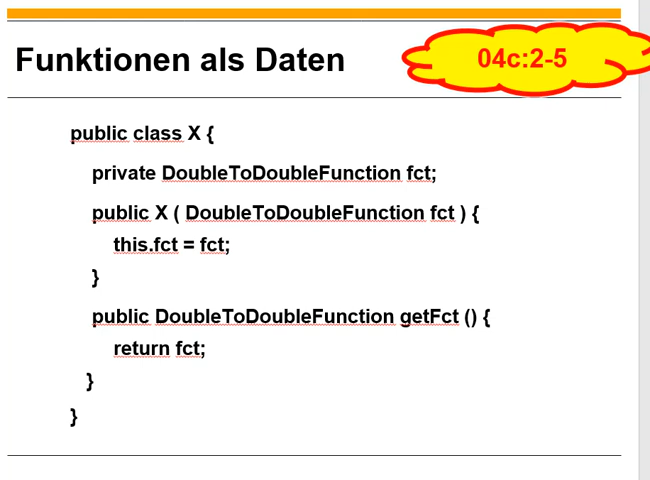 Funktionen als Daten
04c:2-5
public class X {
private DoubleToDoubleFunction fct;
public X ( DoubleToDoubleFunction fct ) {
this.fct = fct;
}
public DoubleToDoubleFunction getFct () {
return fct;
}
}